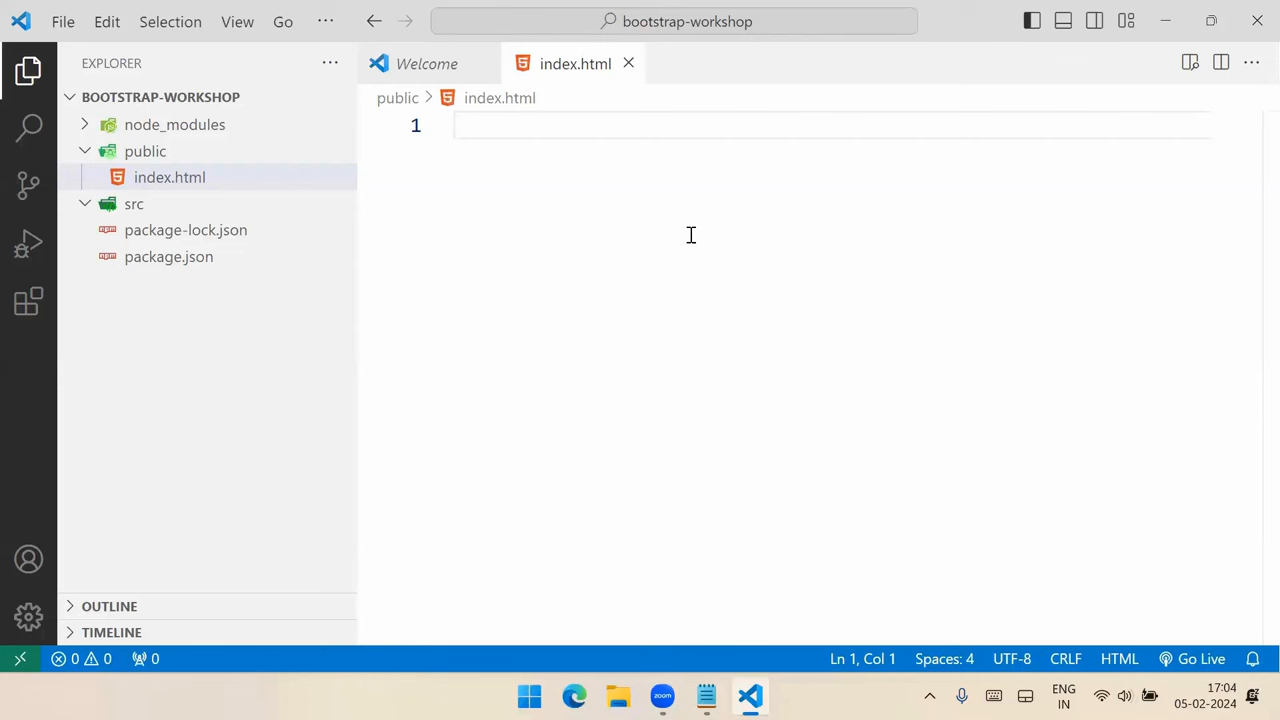 File Edit Selection View Go ···
bootstrap-workshop
EXPLORER ···
BOOTSTRAP-WORKSHOP
node_modules
public
index.html
src
package-lock.json
package.json
OUTLINE
TIMELINE
Welcome
index.html
public > index.html
1
0 0 0
Ln 1, Col 1 Spaces: 4 UTF-8 CRLF HTML Go Live
zoom
ENG
IN
17:04
05-02-2024